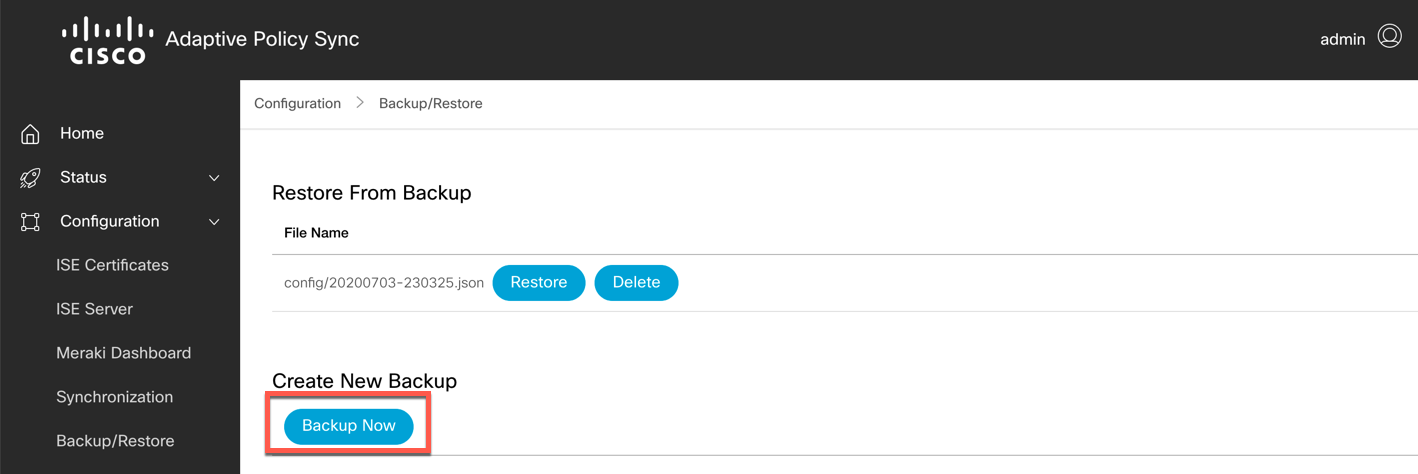 CISCO Adaptive Policy Sync
admin
Home
Status
Configuration
ISE Certificates
ISE Server
Meraki Dashboard
Synchronization
Backup/Restore
Configuration > Backup/Restore
Restore From Backup
File Name
config/20200703-230325.json Restore Delete
Create New Backup
Backup Now